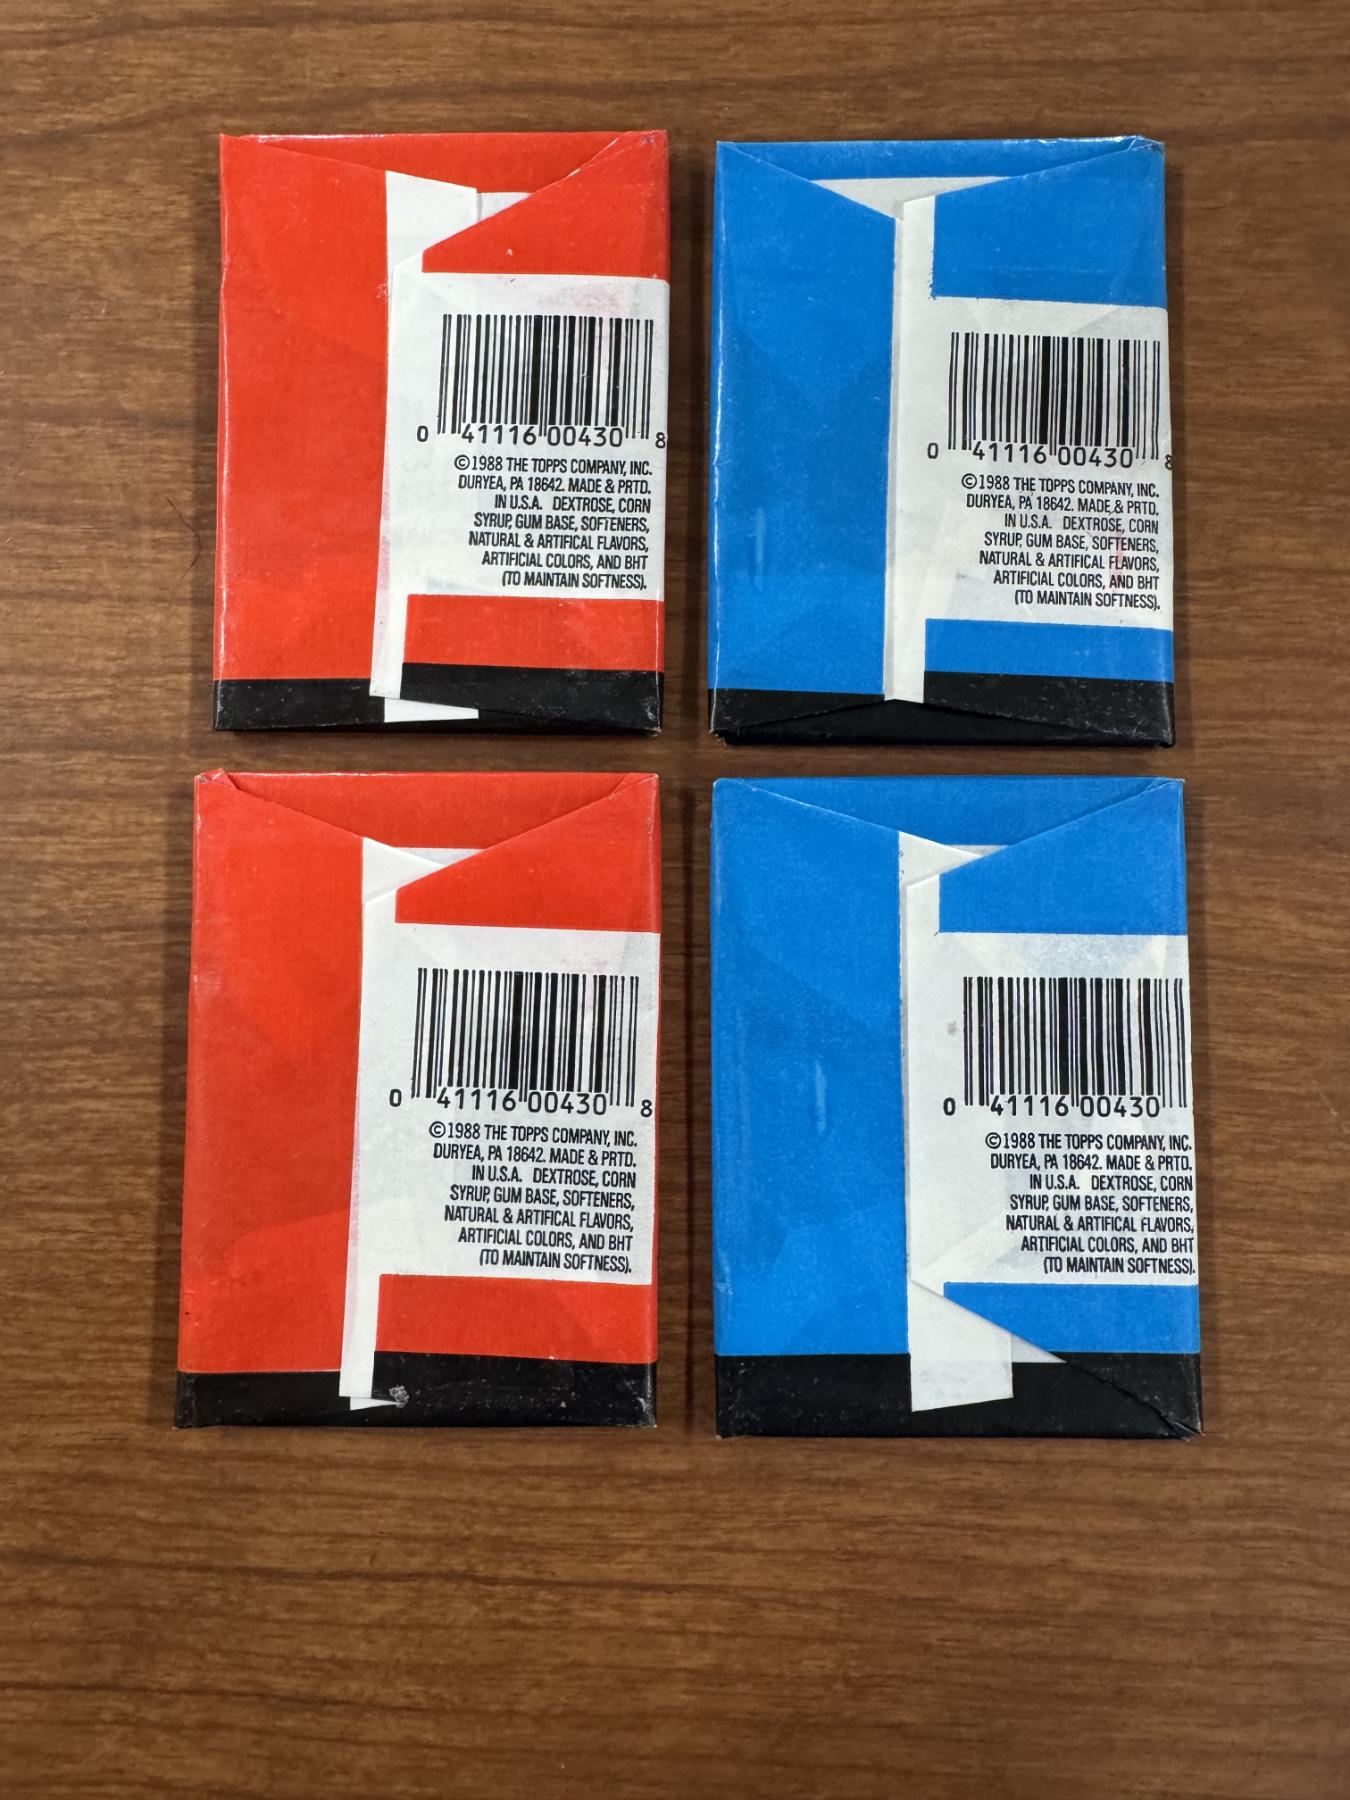 0 41116 00430 8
©1988 THE TOPPS COMPANY, INC.
DURYEA, PA 18642. MADE & PRTD.
IN U.S.A. DEXTROSE, CORN
SYRUP, GUM BASE, SOFTENERS,
NATURAL & ARTIFICAL FLAVORS,
ARTIFICIAL COLORS, AND BHT
(TO MAINTAIN SOFTNESS).
0 41116 00430 8
©1988 THE TOPPS COMPANY, INC.
DURYEA, PA 18642. MADE & PRTD.
IN U.S.A. DEXTROSE, CORN
SYRUP, GUM BASE, SOFTENERS,
NATURAL & ARTIFICAL FLAVORS,
ARTIFICIAL COLORS, AND BHT
(TO MAINTAIN SOFTNESS).
0 41116 00430 8
©1988 THE TOPPS COMPANY, INC.
DURYEA, PA 18642. MADE & PRTD.
IN U.S.A. DEXTROSE, CORN
SYRUP, GUM BASE, SOFTENERS,
NATURAL & ARTIFICAL FLAVORS,
ARTIFICIAL COLORS, AND BHT
(TO MAINTAIN SOFTNESS).
0 41116 00430
©1988 THE TOPPS COMPANY, INC.
DURYEA, PA 18642. MADE & PRTD.
IN U.S.A. DEXTROSE, CORN
SYRUP, GUM BASE, SOFTENERS,
NATURAL & ARTIFICAL FLAVORS,
ARTIFICIAL COLORS, AND BHT
(TO MAINTAIN SOFTNESS).